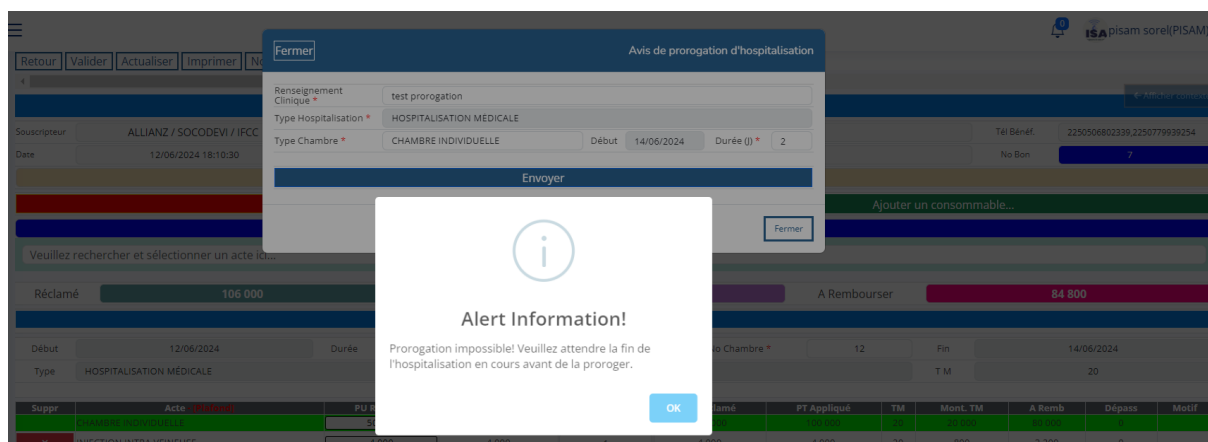 pisam sorel(PISAM)
0
Fermer
Avis de prorogation d'hospitalisation
Retour Valider Actualiser Imprimer
Renseignement Clinique * test prorogation
Type Hospitalisation * HOSPITALISATION MÉDICALE
Type Chambre * CHAMBRE INDIVIDUELLE Début 14/06/2024 Durée (J) * 2
Envoyer
Fermer
Souscripteur ALLIANZ / SOCODEVI / IFCC Tél Bénéf. 2250506802339,2250779939254
Date 12/06/2024 18:10:30 No Bon 7
Ajouter un consommable...
Veuillez rechercher et sélectionner un acte ici...
Réclamé 106 000 A Rembourser 84 800
Alert Information!
Prorogation impossible! Veuillez attendre la fin de
l'hospitalisation en cours avant de la proroger.
OK
Début 12/06/2024 Durée No Chambre * 12 Fin 14/06/2024
Type HOSPITALISATION MÉDICALE T M 20
Suppr Acte PU R PT Appliqué TM Mont. TM A Remb Dépass Motif
CHAMBRE INDIVIDUELLE 100 000 20 20 000 80 000 0